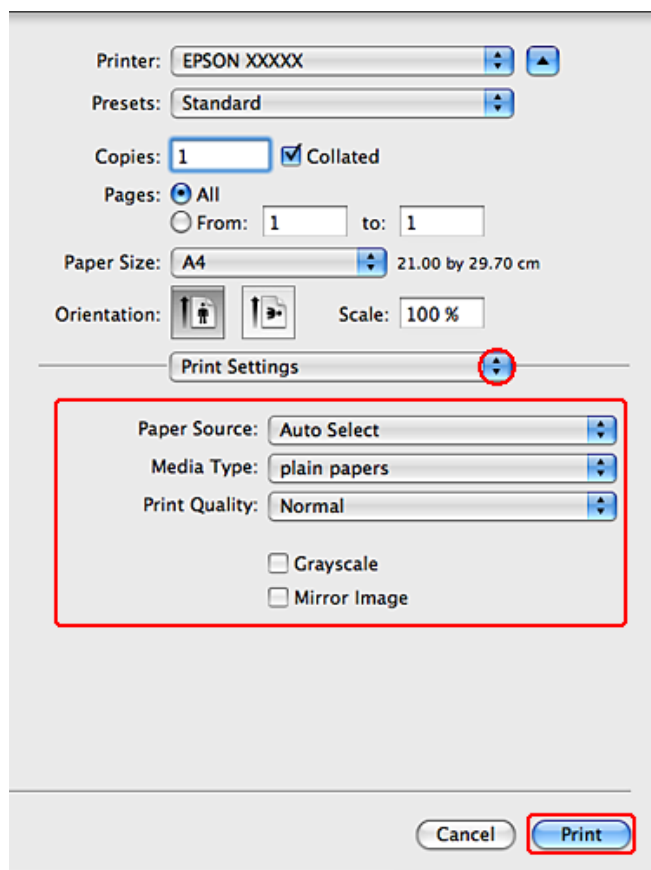 Printer: EPSON XXXXX
Presets: Standard
Copies: 1 Collated
Pages: All
From: 1 to: 1
Paper Size: A4 21.00 by 29.70 cm
Orientation: Scale: 100 %
Print Settings
Paper Source: Auto Select
Media Type: plain papers
Print Quality: Normal
Grayscale
Mirror Image
Cancel Print